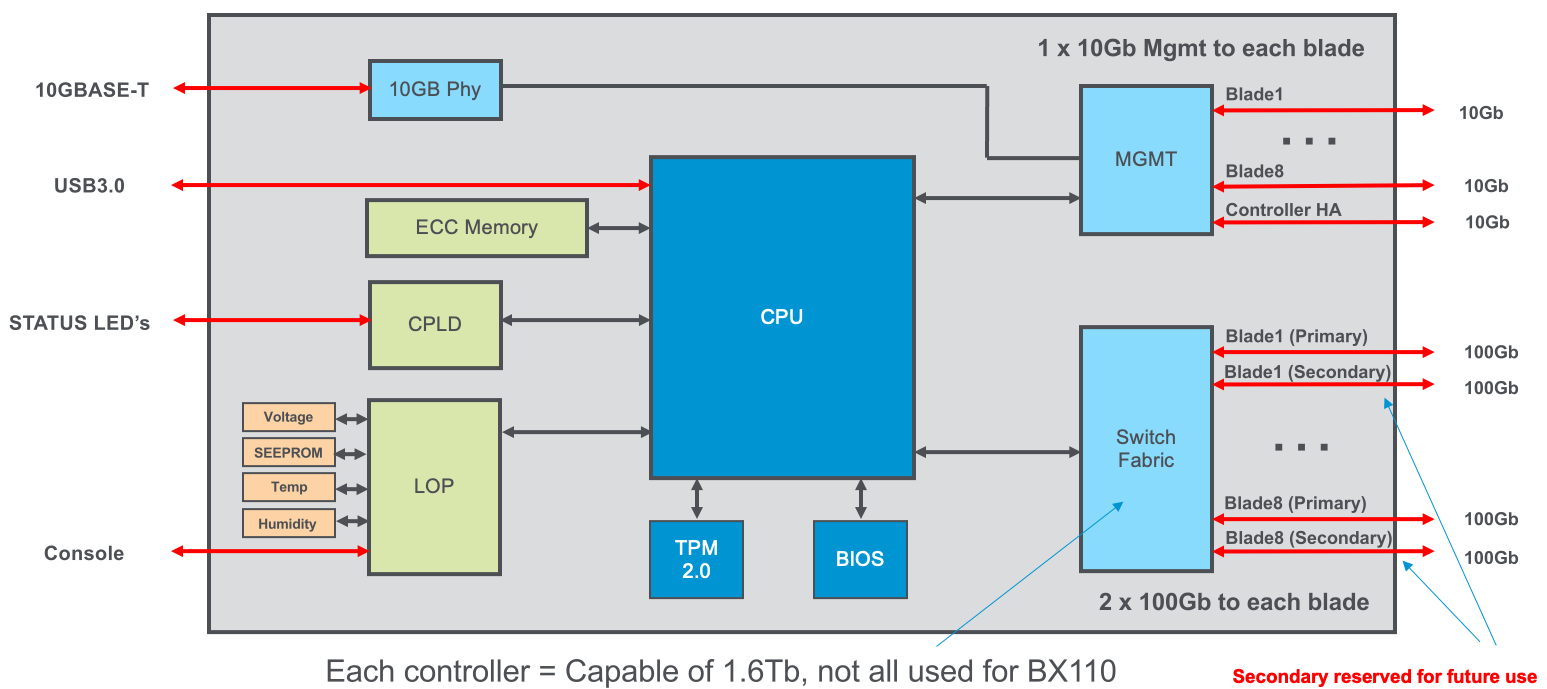 1 x 10Gb Mgmt to each blade
10GBASE-T
10GB Phy
Blade1
10Gb
MGMT
Blade8
10Gb
USB3.0
Controller HA
10Gb
ECC Memory
STATUS LED’s
CPLD
CPU
Blade1 (Primary)
100Gb
Blade1 (Secondary)
100Gb
Voltage
SEEPROM
Temp
Humidity
LOP
Switch
Fabric
Console
TPM
2.0
BIOS
Blade8 (Primary)
100Gb
Blade8 (Secondary)
100Gb
2 x 100Gb to each blade
Each controller = Capable of 1.6Tb, not all used for BX110
Secondary reserved for future use